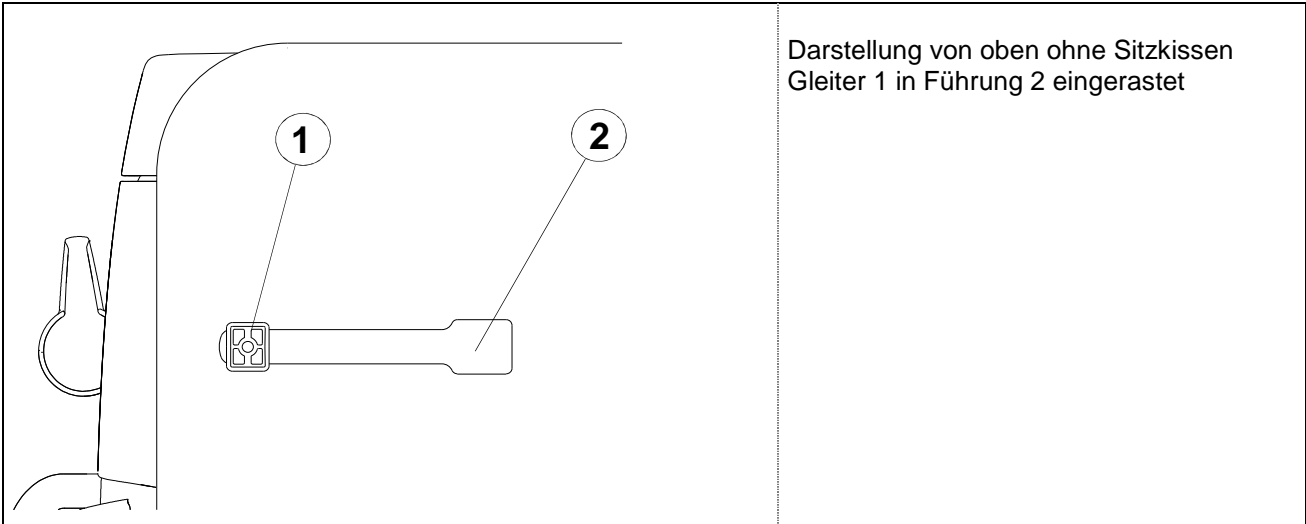 1
2
Darstellung von oben ohne Sitzkissen
Gleiter 1 in Führung 2 eingerastet